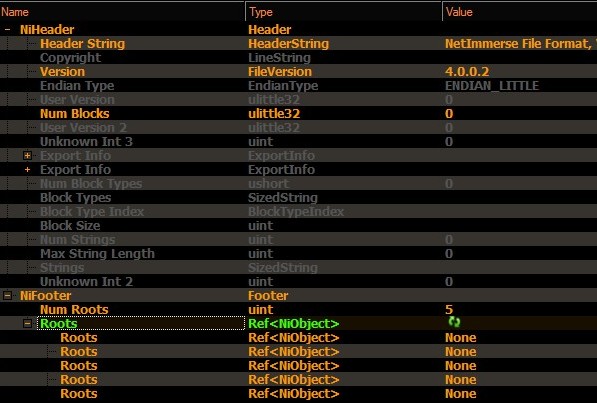 Name Type Value
NiHeader Header
Header String HeaderString NetImmerse File Format,
Copyright LineString
Version FileVersion 4.0.0.2
Endian Type EndianType ENDIAN_LITTLE
User Version ulittle32 0
Num Blocks ulittle32 0
User Version 2 ulittle32 0
Unknown Int 3 uint 0
Export Info ExportInfo
Export Info ExportInfo
Num Block Types ushort 0
Block Types SizedString
Block Type Index BlockTypeIndex
Block Size uint
Num Strings uint 0
Max String Length uint 0
Strings SizedString
Unknown Int 2 uint 0
NiFooter Footer
Num Roots uint 5
Roots Ref<NiObject>
Roots Ref<NiObject> None
Roots Ref<NiObject> None
Roots Ref<NiObject> None
Roots Ref<NiObject> None
Roots Ref<NiObject> None